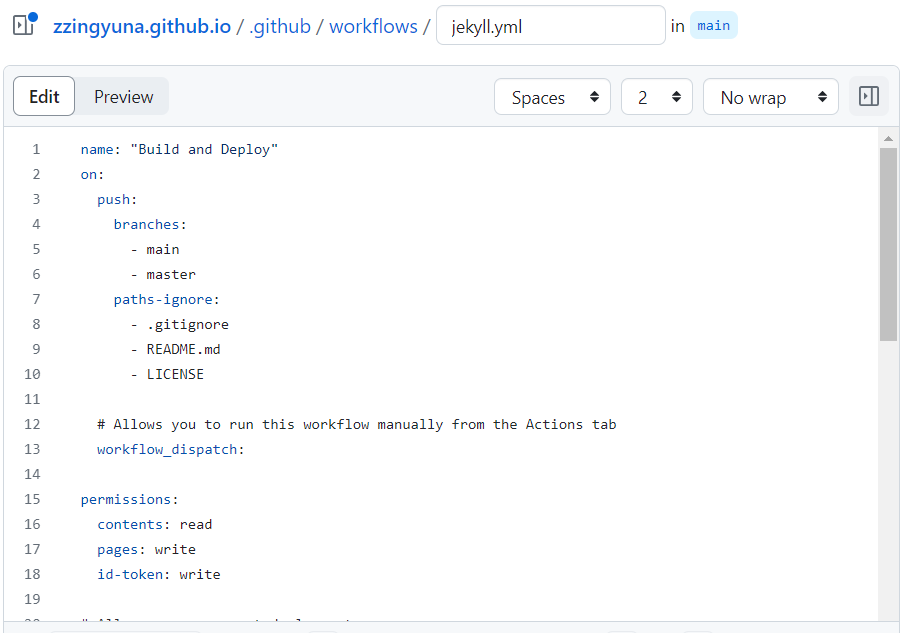 zzingyuna.github.io / .github / workflows / jekyll.yml in main
Edit Preview Spaces 2 No wrap
1 name: "Build and Deploy"
2 on:
3 push:
4 branches:
5 - main
6 - master
7 paths-ignore:
8 - .gitignore
9 - README.md
10 - LICENSE
11
12 # Allows you to run this workflow manually from the Actions tab
13 workflow_dispatch:
14
15 permissions:
16 contents: read
17 pages: write
18 id-token: write
19